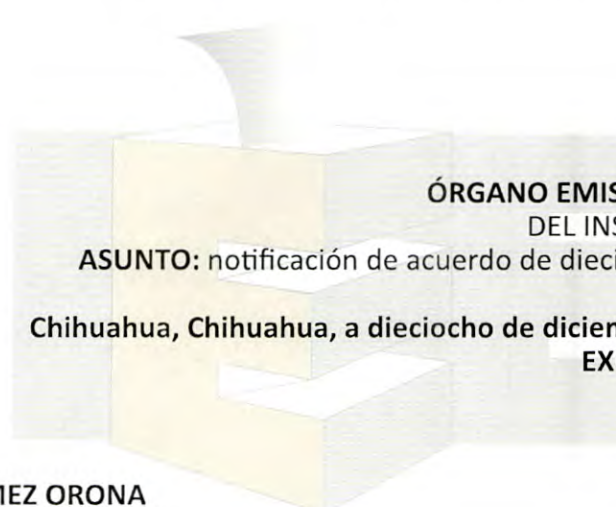 ÓRGANO EMIS
DEL INS
ASUNTO: notificación de acuerdo de dieci
Chihuahua, Chihuahua, a dieciocho de dicien
EX
MEZ ORONA